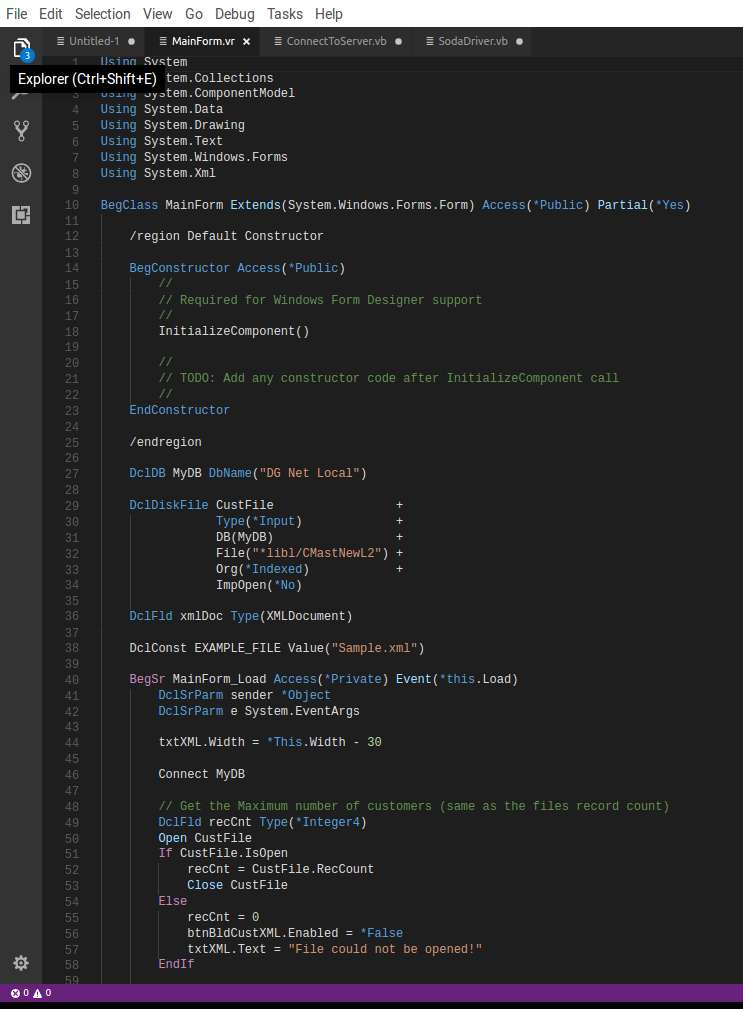 File Edit Selection View Go Debug Tasks Help
Untitled-1 MainForm.vr ConnectToServer.vb SodaDriver.vb
3
Explorer (Ctrl+Shift+E)
1 Using System
tem.Collections
3 Using System.ComponentModel
4 Using System.Data
5 Using System.Drawing
6 Using System.Text
7 Using System.Windows.Forms
8 Using System.Xml
9
10 BegClass MainForm Extends(System.Windows.Forms.Form) Access(*Public) Partial(*Yes)
11
12 /region Default Constructor
13
14 BegConstructor Access(*Public)
15 //
16 // Required for Windows Form Designer support
17 //
18 InitializeComponent()
19
20 //
21 // TODO: Add any constructor code after InitializeComponent call
22 //
23 EndConstructor
24
25 /endregion
26
27 DclDB MyDB DbName("DG Net Local")
28
29 DclDiskFile CustFile +
30 Type(*Input) +
31 DB(MyDB) +
32 File("*libl/CMastNewL2") +
33 Org(*Indexed) +
34 ImpOpen(*No)
35
36 DclFld xmlDoc Type(XMLDocument)
37
38 DclConst EXAMPLE_FILE Value("Sample.xml")
39
40 BegSr MainForm_Load Access(*Private) Event(*this.Load)
41 DclSrParm sender *Object
42 DclSrParm e System.EventArgs
43
44 txtXML.Width = *This.Width - 30
45
46 Connect MyDB
47
48 // Get the Maximum number of customers (same as the files record count)
49 DclFld recCnt Type(*Integer4)
50 Open CustFile
51 If CustFile.IsOpen
52 recCnt = CustFile.RecCount
53 Close CustFile
54 Else
55 recCnt = 0
56 btnBldCustXML.Enabled = *False
57 txtXML.Text = "File could not be opened!"
58 EndIf
59
0 0